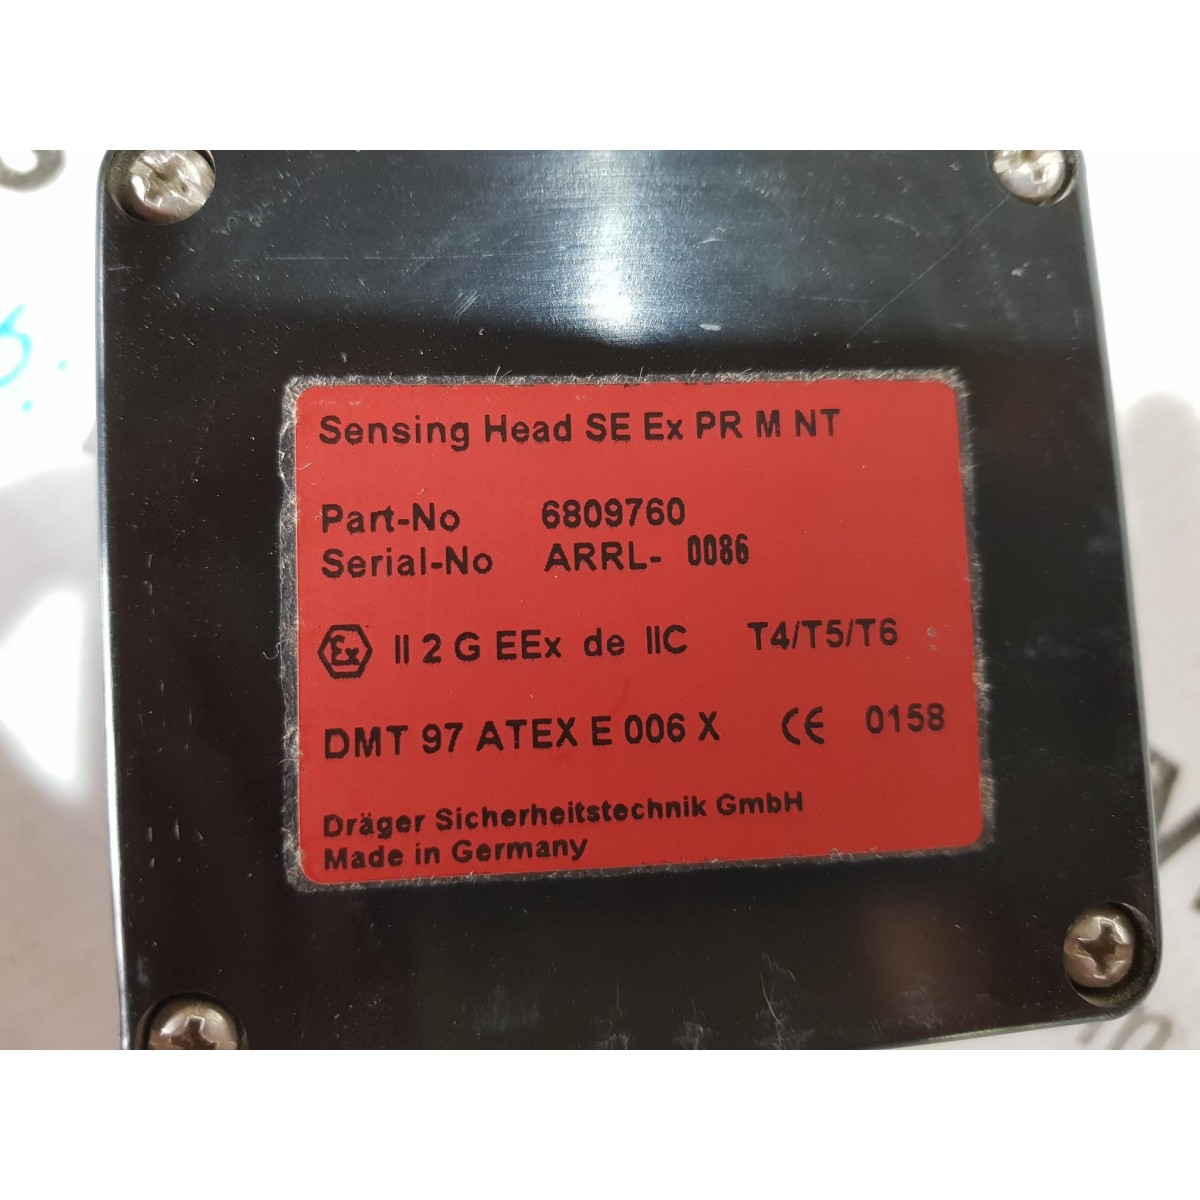 Sensing Head SE Ex PR M NT
Part-No 6809760
Serial-No ARRL- 0086
Ex II 2 G EEx de IIC T4/T5/T6
DMT 97 ATEX E 006 X CE 0158
Dräger Sicherheitstechnik GmbH
Made in Germany